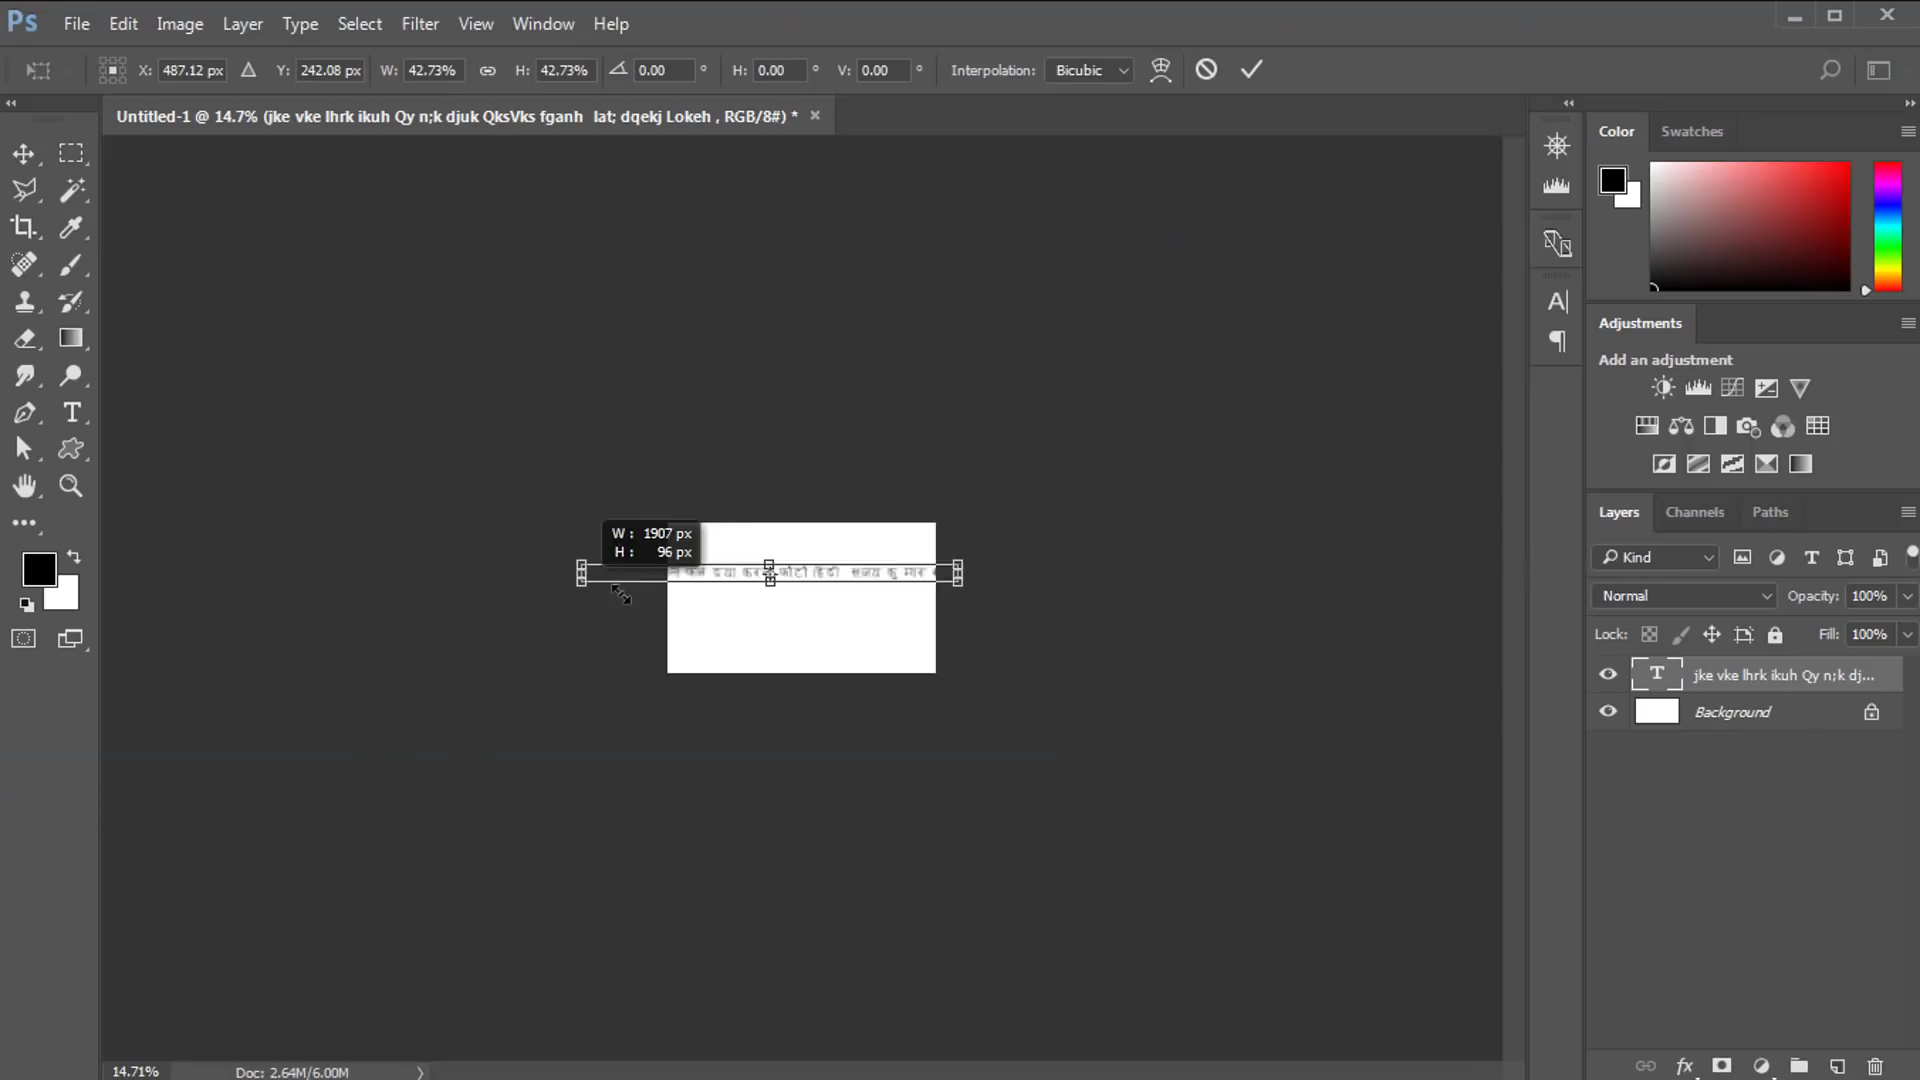 Ps File Edit Image Layer Type Select Filter View Window Help
X: 487.12 px Y: 242.08 px W: 42.73% H: 42.73% 0.00 ° H: 0.00 ° V: 0.00 ° Interpolation: Bicubic
Untitled-1 @ 14.7% (jke vke lhrk ikuh Qy n;k djuk QksVks fganh lat; dqekj Lokeh , RGB/8#) * ×
Color Swatches
Adjustments
Add an adjustment
Layers Channels Paths
Kind
Normal Opacity: 100%
Lock: Fill: 100%
jke vke lhrk ikuh Qy n;k dj...
Background
W : 1907 px
H : 96 px
दया हिंदी
14.71% Doc: 2.64M/6.00M